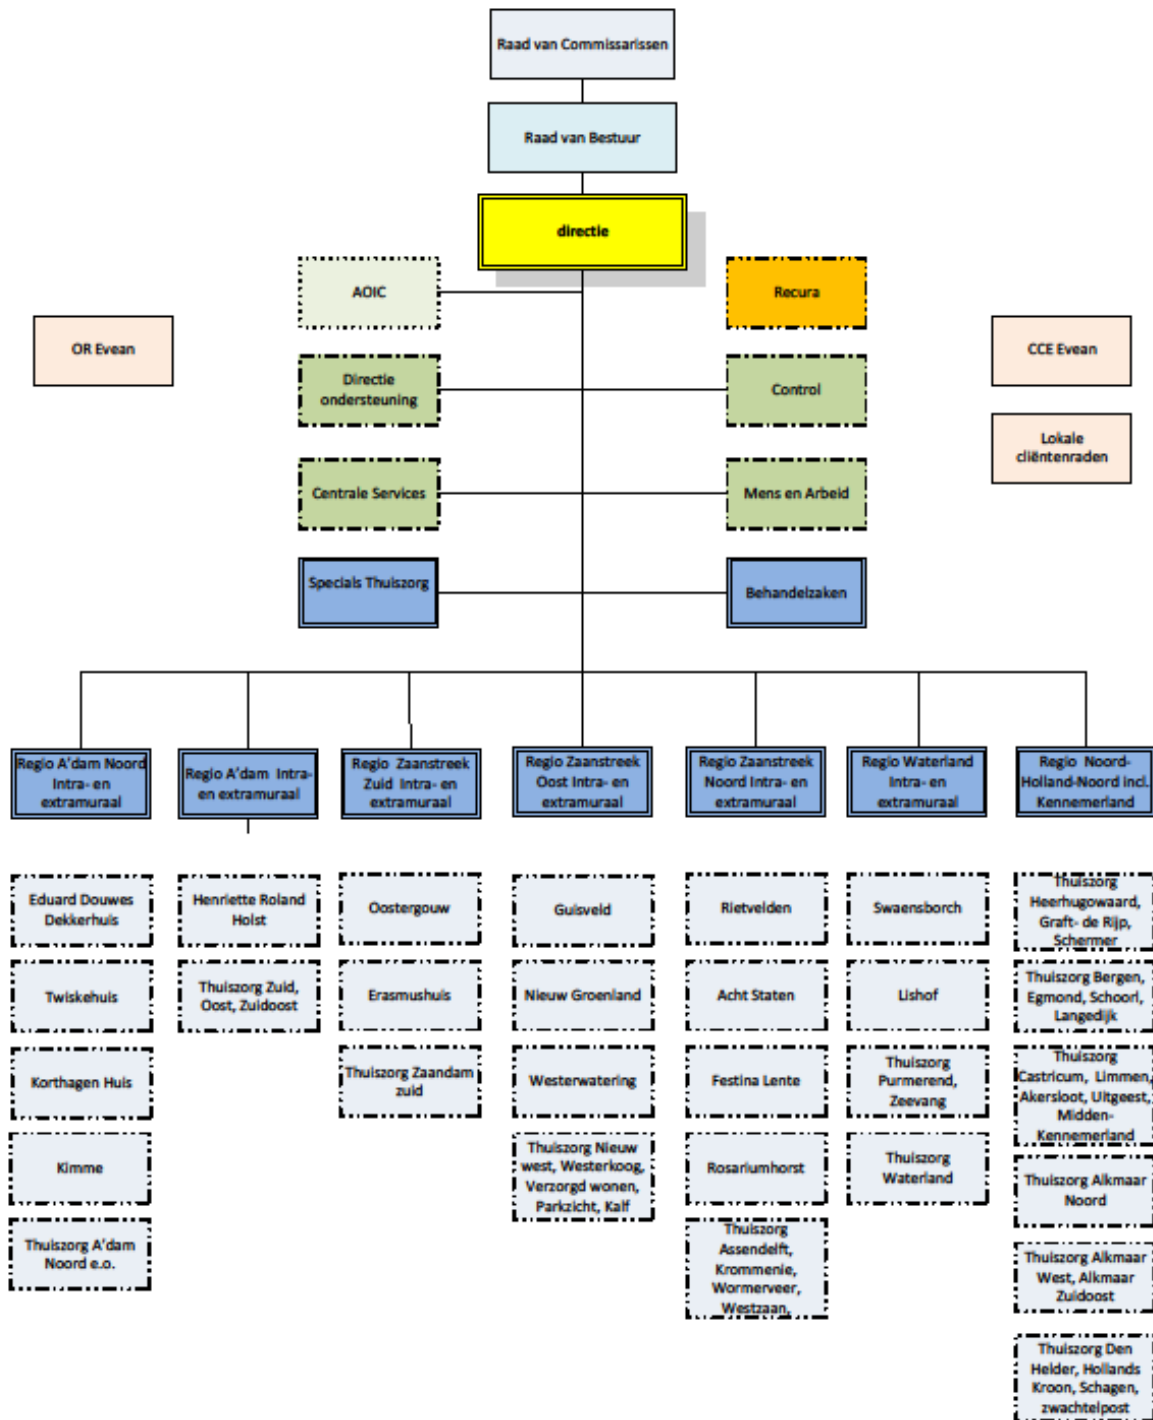 Raad van Commissarissen
Raad van Bestuur
directie
AOIC
Recura
OR Evean
CCE Evean
Directie
ondersteuning
Control
Lokale
cliëntenraden
Centrale Services
Mens en Arbeid
Specials Thuiszorg
Behandelzaken
Regio A'dam Noord
Intra- en
extramuraal
Regio A'dam Intra-
en extramuraal
Regio Zaanstreek
Zuid Intra- en
extramuraal
Regio Zaanstreek
Oost Intra- en
extramuraal
Regio Zaanstreek
Noord Intra- en
extramuraal
Regio Waterland
Intra- en
extramuraal
Regio Noord-
Holland-Noord incl.
Kennemerland
Eduard Douwes
Dekkerhuis
Twiskehuis
Korthagen Huis
Kimme
Thuiszorg A'dam
Noord e.o.
Henriette Roland
Holst
Thuiszorg Zuid,
Oost, Zuidoost
Oostergouw
Erasmushuis
Thuiszorg Zaandam
zuid
Guisveld
Nieuw Groenland
Westerwatering
Thuiszorg Nieuw
west, Westerkoog,
Verzorgd wonen,
Parkzicht, Kalf
Rietvelden
Acht Staten
Festina Lente
Rosariumhorst
Thuiszorg
Assendelft,
Krommenie,
Wormerveer,
Westzaan,
Swaensborch
Lishof
Thuiszorg
Purmerend,
Zeevang
Thuiszorg
Waterland
Thuiszorg
Heerhugowaard,
Graft- de Rijp,
Schermer
Thuiszorg Bergen,
Egmond, Schoorl,
Langedijk
Thuiszorg
Castricum, Limmen,
Akersloot, Uitgeest,
Midden-
Kennemerland
Thuiszorg Alkmaar
Noord
Thuiszorg Alkmaar
West, Alkmaar
Zuidoost
Thuiszorg Den
Helder, Hollands
Kroon, Schagen,
zwachtelpost